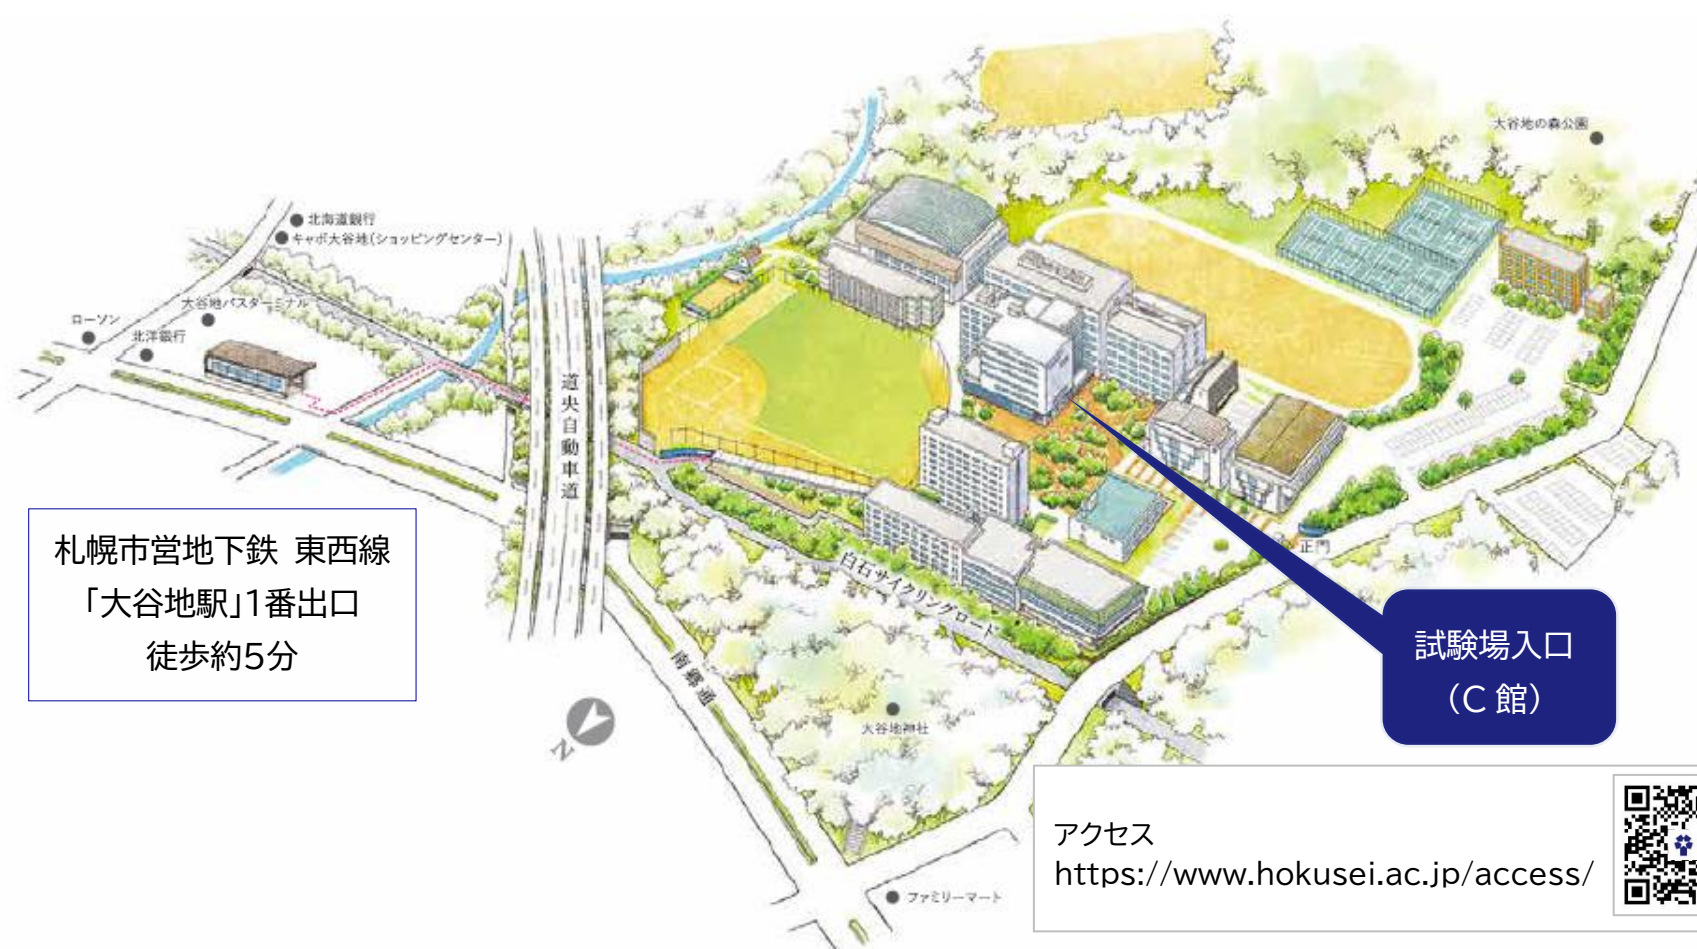 大谷地の森公園
北海道銀行
キャポ大谷地(ショッピングセンター)
大谷地バスターミナル
ローソン
北洋銀行
道央自動車道
札幌市営地下鉄 東西線
「大谷地駅」1番出口
徒歩約5分
正門
白石サイクリングロード
試験場入口
(C 館)
南郷通
大谷地神社
N
アクセス
https://www.hokusei.ac.jp/access/
ファミリーマート